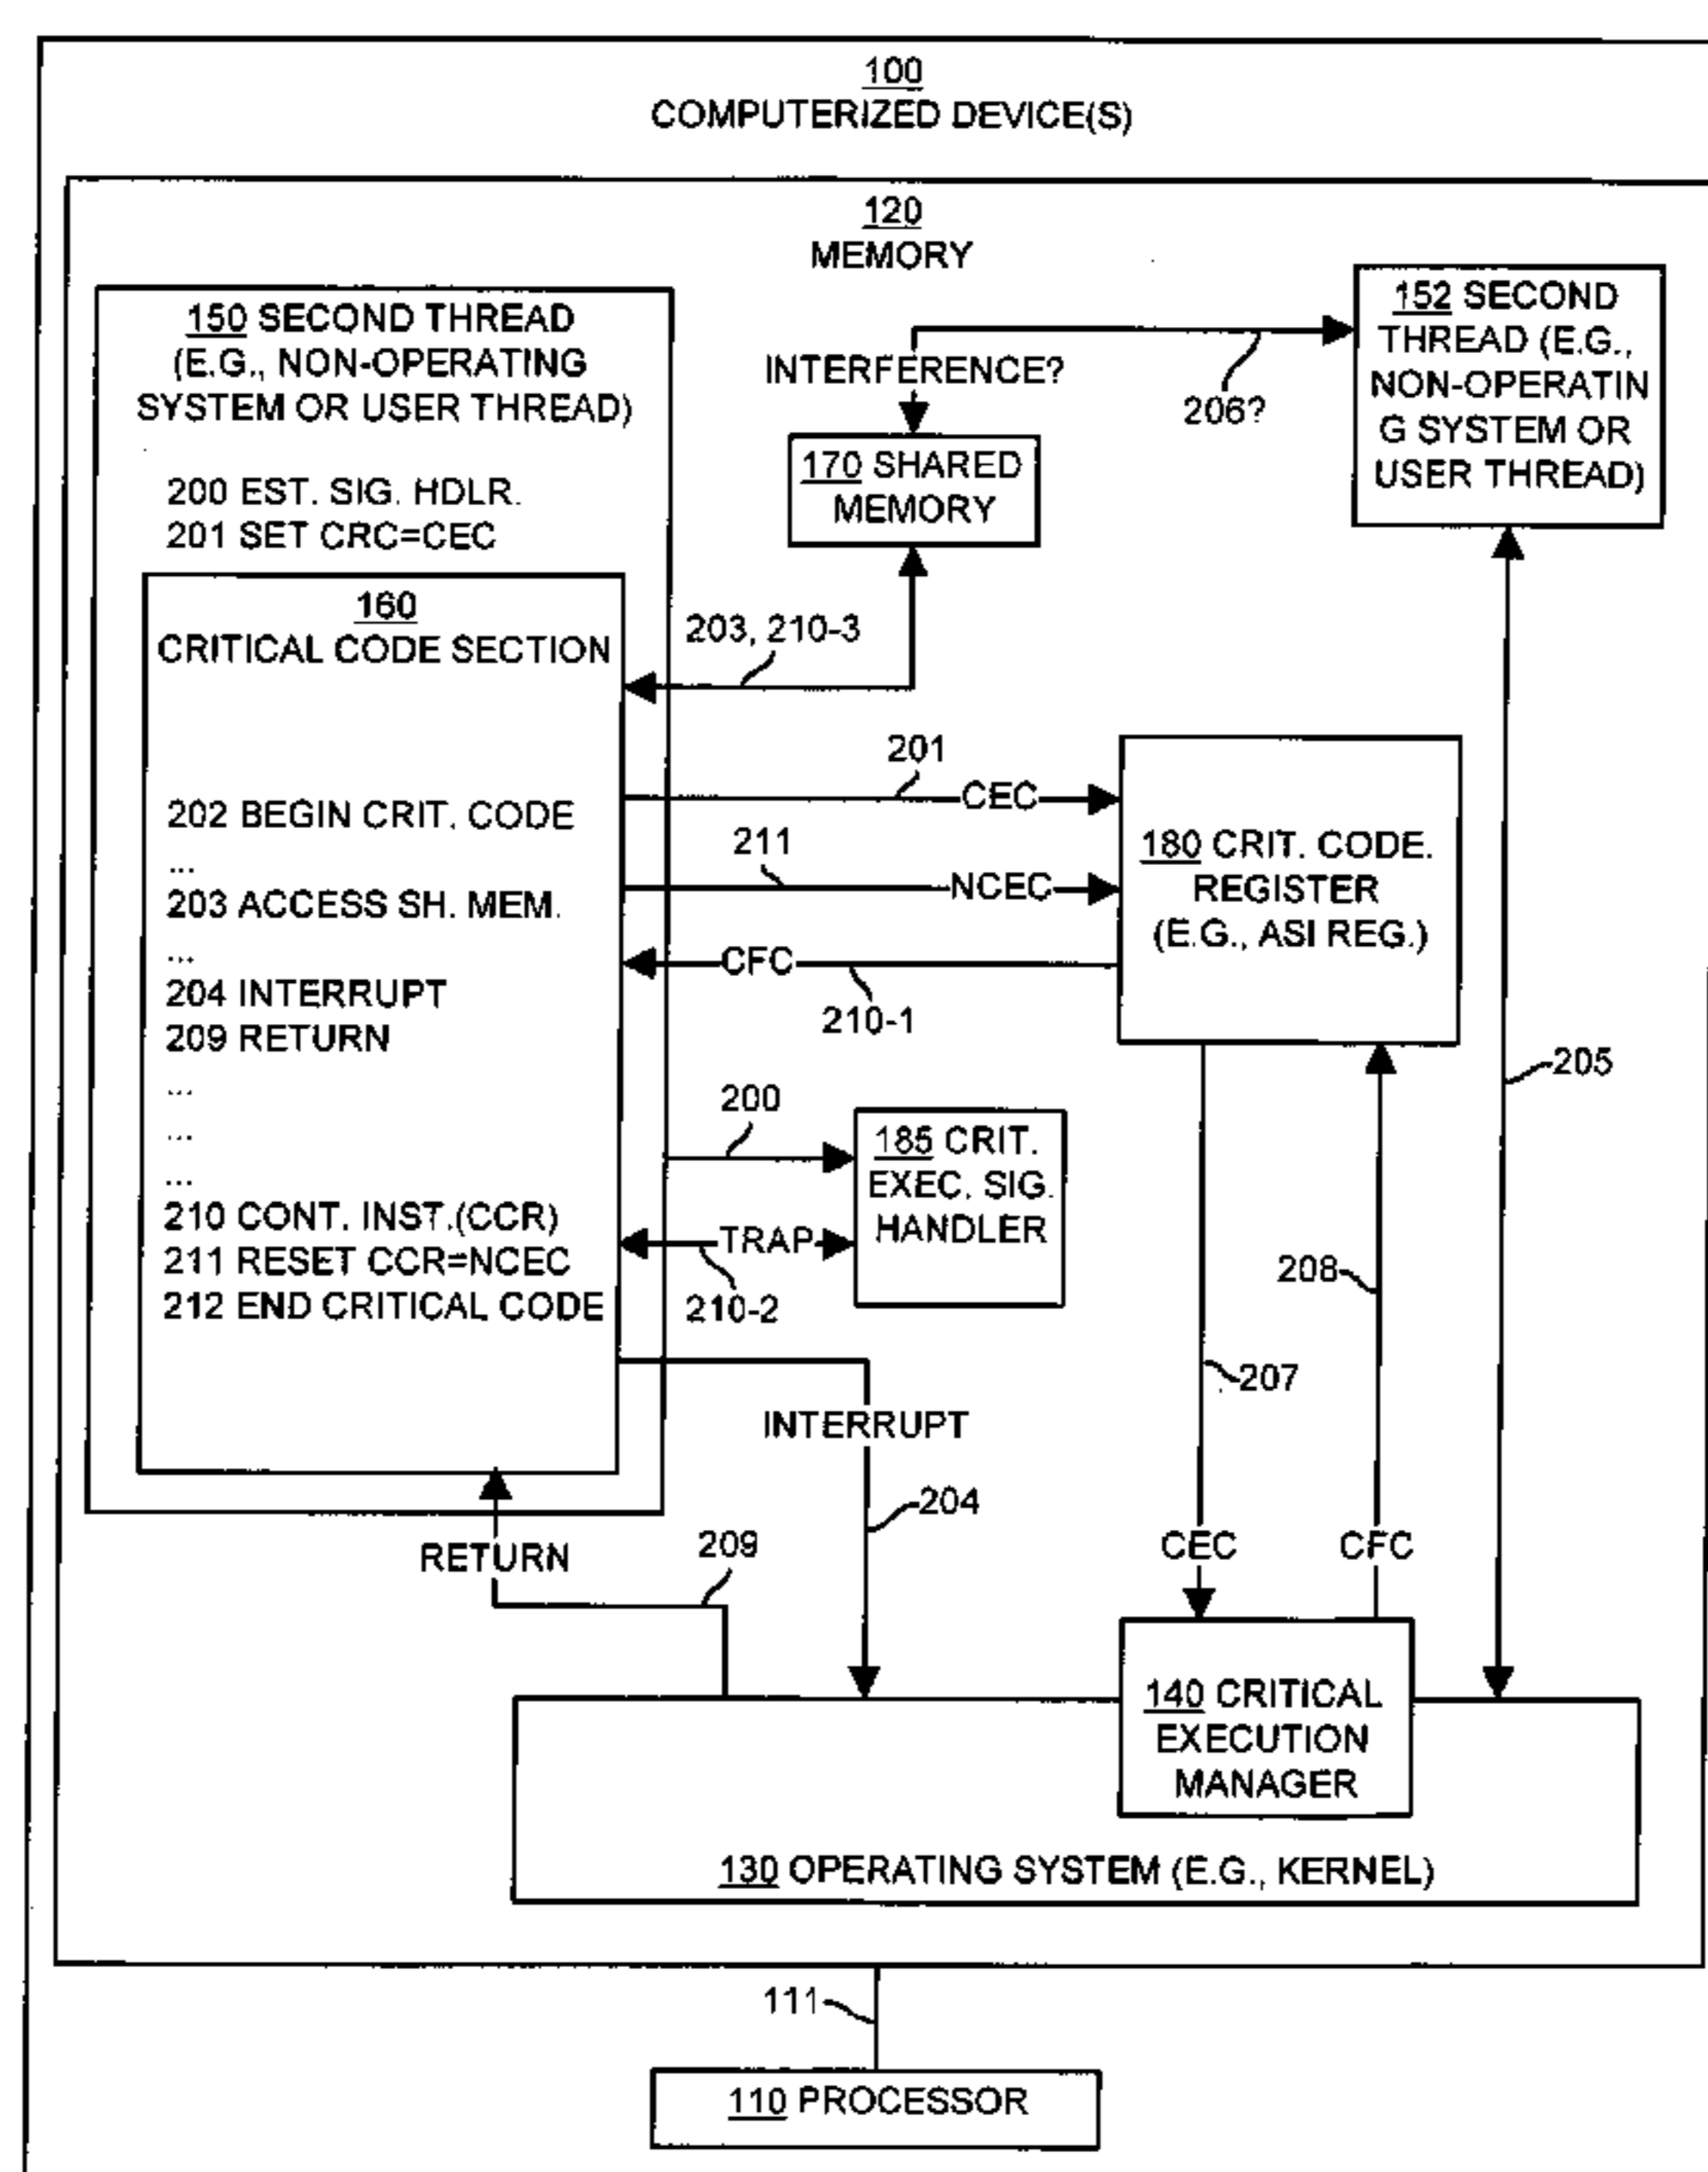 100
COMPUTERIZED DEVICE(S)
120
MEMORY
150 SECOND THREAD
(E.G., NON-OPERATING
SYSTEM OR USER THREAD)
200 EST. SIG. HDLR.
201 SET CRC=CEC
160
CRITICAL CODE SECTION
202 BEGIN CRIT. CODE
...
203 ACCESS SH. MEM.
...
204 INTERRUPT
209 RETURN
...
...
...
210 CONT. INST.(CCR)
211 RESET CCR=NCEC
212 END CRITICAL CODE
152 SECOND
THREAD (E.G.,
NON-OPERATIN
G SYSTEM OR
USER THREAD)
INTERFERENCE?
206?
170 SHARED
MEMORY
203, 210-3
201
CEC
211
NCEC
CFC
210-1
180 CRIT. CODE.
REGISTER
(E.G., ASI REG.)
205
200
185 CRIT.
EXEC. SIG.
HANDLER
TRAP
210-2
208
207
INTERRUPT
204
RETURN
209
CEC
CFC
140 CRITICAL
EXECUTION
MANAGER
130 OPERATING SYSTEM (E.G., KERNEL)
111
110 PROCESSOR